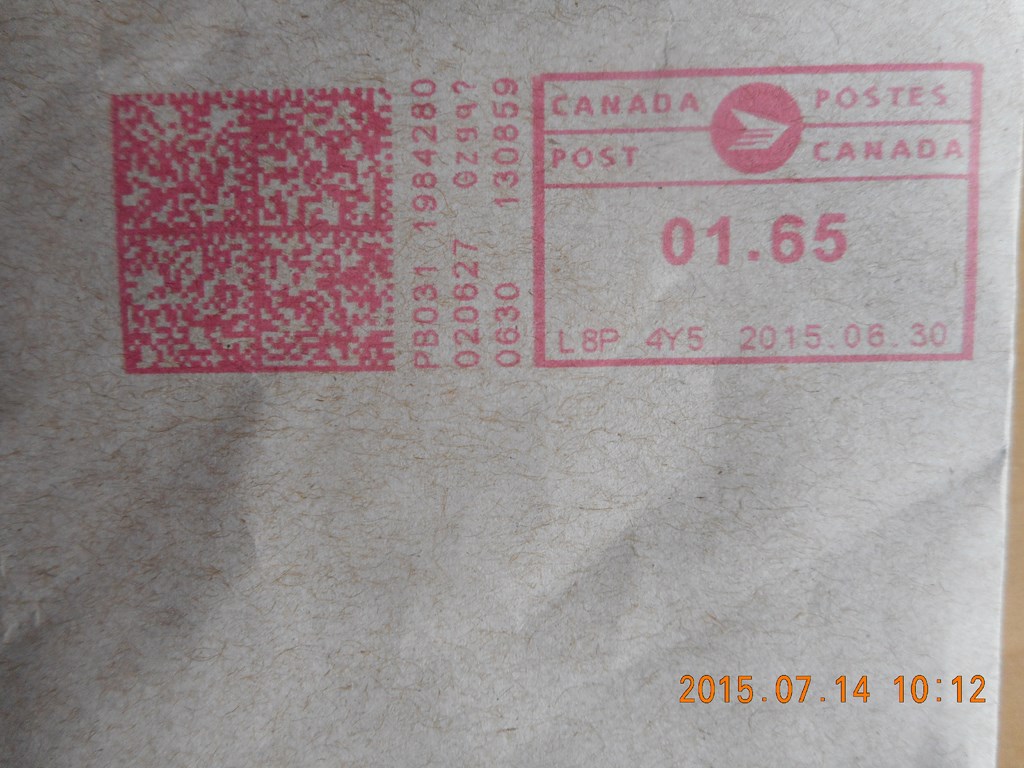 PB031 1984280
020627 0zgq?
0630 130859
CANADA POSTES
POST CANADA
01.65
L8P 4Y5 2015.06.30
2015.07.14 10:12